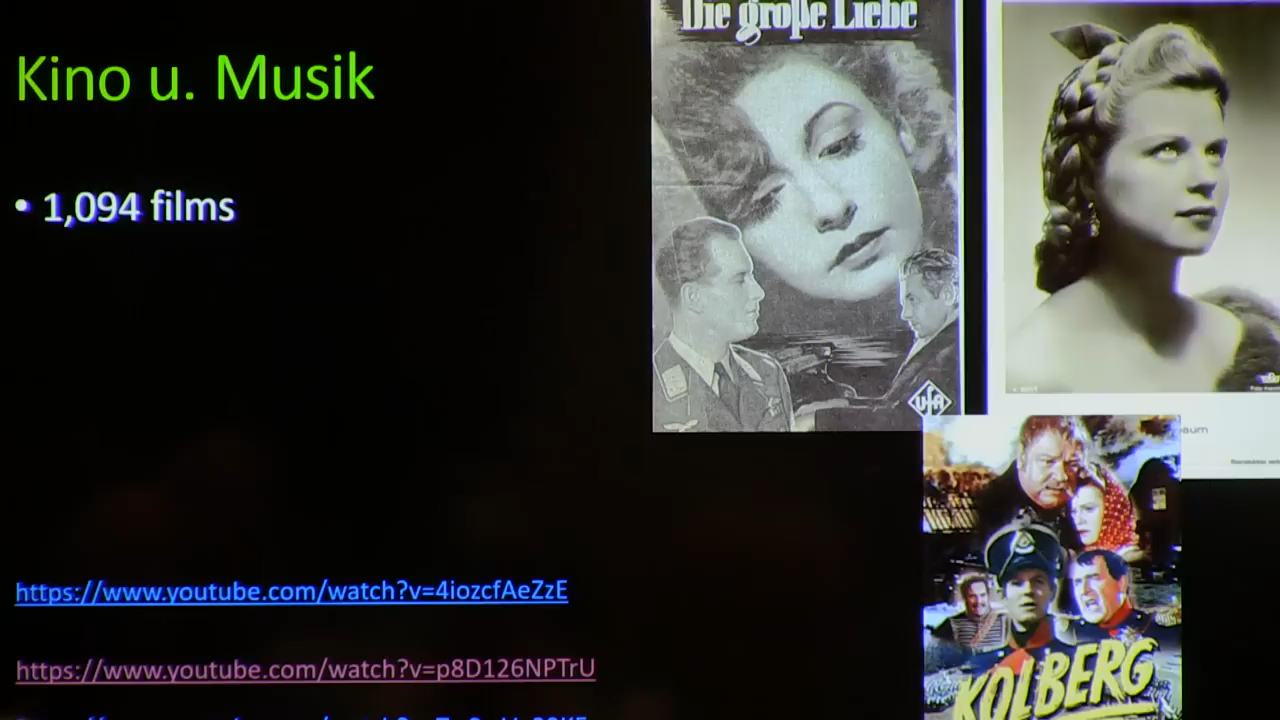 Kino u. Musik
• 1,094 films
https://www.youtube.com/watch?v=4iozcfAeZzE
https://www.youtube.com/watch?v=p8D126NPTrU
Die große Liebe
UfA
KOLBERG